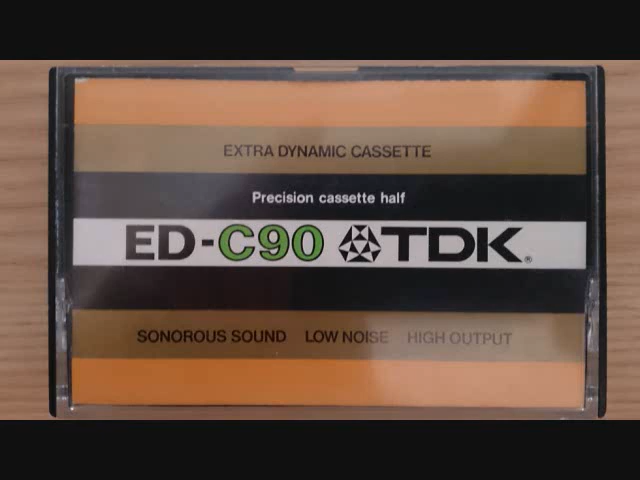 EXTRA DYNAMIC CASSETTE
Precision cassette half
ED-C90 TDK®
SONOROUS SOUND LOW NOISE HIGH OUTPUT